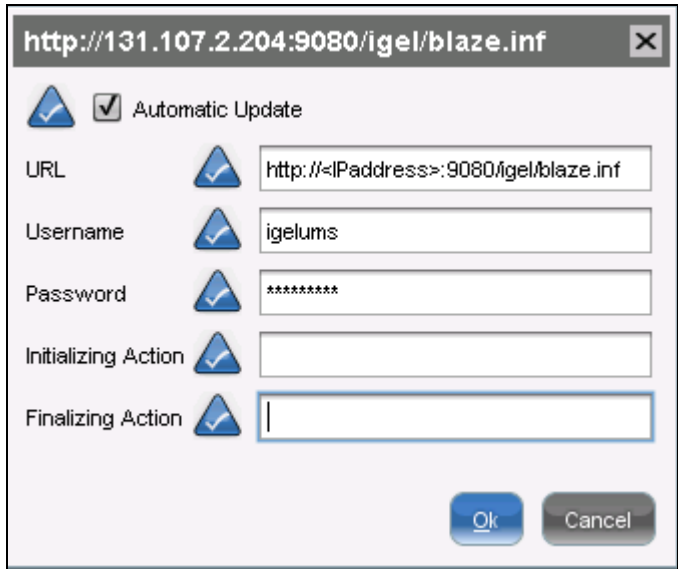 http://131.107.2.204:9080/igel/blaze.inf
Automatic Update
URL http://<IPaddress>:9080/igel/blaze.inf
Username igelums
Password *********
Initializing Action
Finalizing Action
Ok Cancel